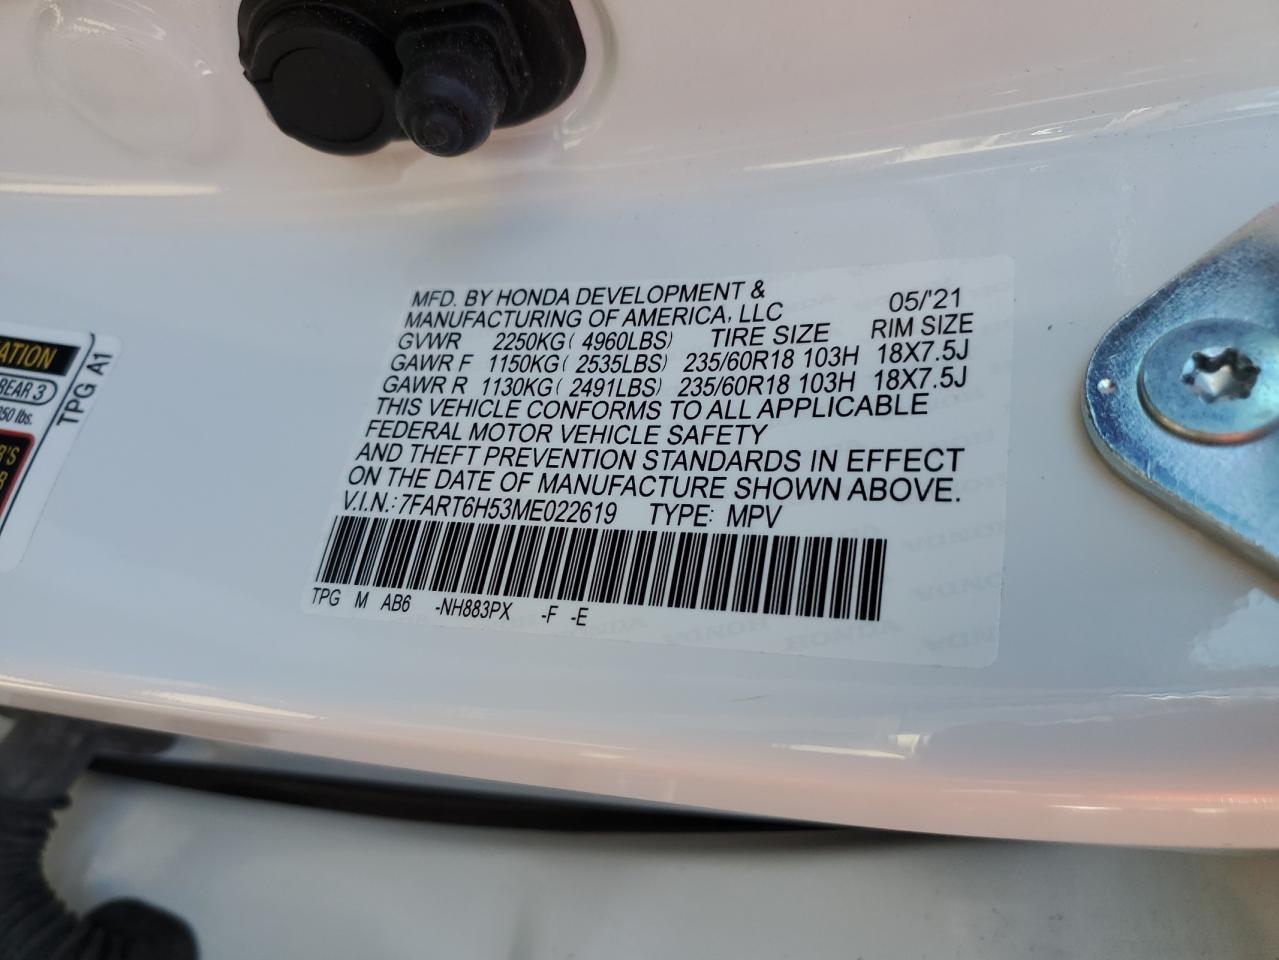 MFD. BY HONDA DEVELOPMENT &
MANUFACTURING OF AMERICA, LLC 05/'21
GVWR 2250KG( 4960LBS) TIRE SIZE RIM SIZE
GAWR F 1150KG( 2535LBS) 235/60R18 103H 18X7.5J
GAWR R 1130KG( 2491LBS) 235/60R18 103H 18X7.5J
THIS VEHICLE CONFORMS TO ALL APPLICABLE
FEDERAL MOTOR VEHICLE SAFETY
AND THEFT PREVENTION STANDARDS IN EFFECT
ON THE DATE OF MANUFACTURE SHOWN ABOVE.
V.I.N.: 7FART6H53ME022619 TYPE: MPV
TPG M AB6 -NH883PX -F -E
REAR 3
TPG A1